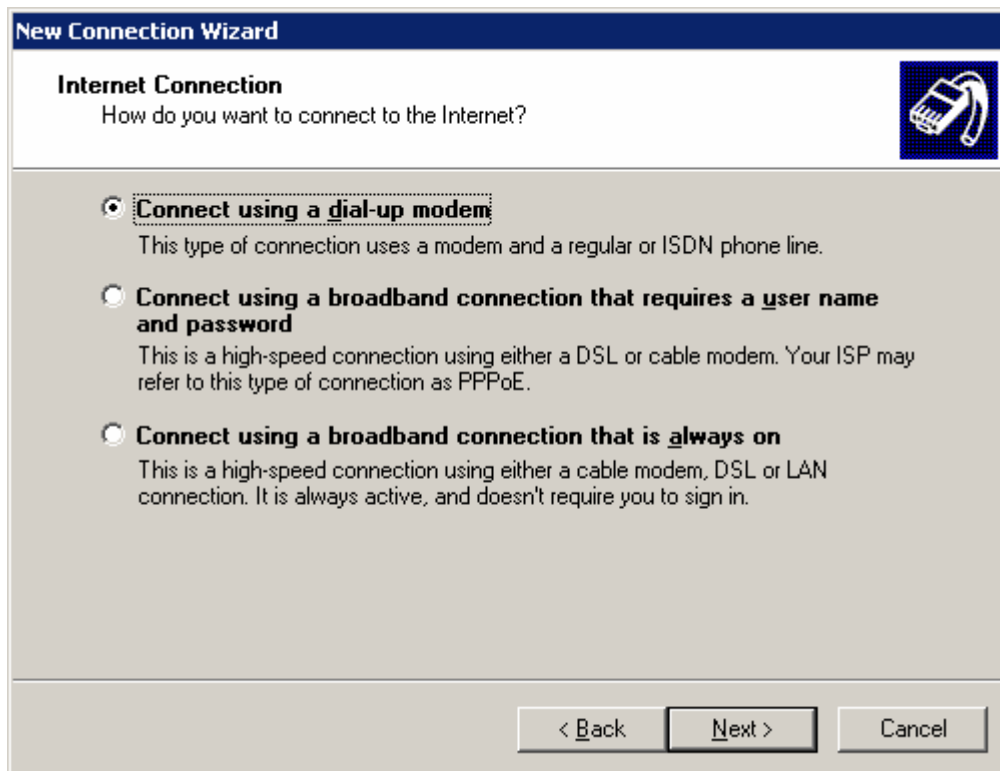 New Connection Wizard
Internet Connection
How do you want to connect to the Internet?
Connect using a dial-up modem
This type of connection uses a modem and a regular or ISDN phone line.
Connect using a broadband connection that requires a user name
and password
This is a high-speed connection using either a DSL or cable modem. Your ISP may
refer to this type of connection as PPPoE.
Connect using a broadband connection that is always on
This is a high-speed connection using either a cable modem, DSL or LAN
connection. It is always active, and doesn't require you to sign in.
< Back Next > Cancel